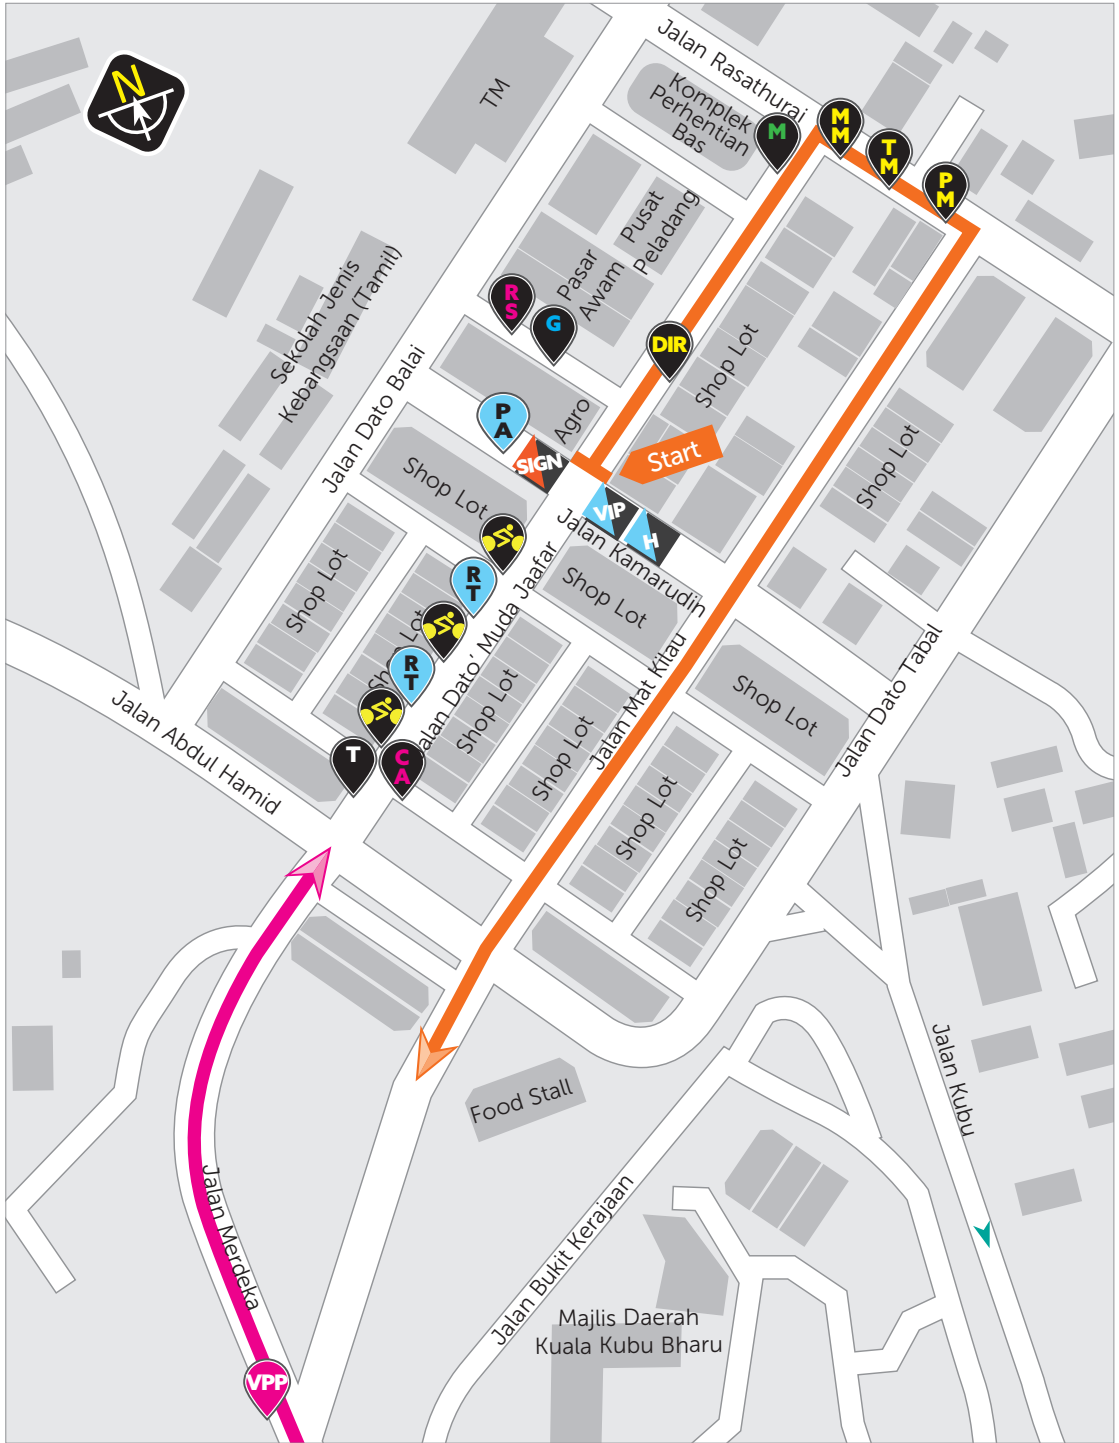 Jalan Rasathurai
N
TM
Komplek
Perhentian
Bas
M
M
M
T
M
P
M
Pusat
Peladang
Pasar
Awam
Sekolah Jenis
Kebangsaan (Tamil)
R
S
G
DIR
Shop Lot
Jalan Dato Balai
Agro
P
A
SIGN
Start
Shop Lot
Shop Lot
VIP
H
Jalan Kamarudin
Shop Lot
Shop Lot
R
T
Shop Lot
R
T
Jalan Dato' Muda Jaafar
Shop Lot
Shop Lot
Jalan Mat Kilau
Shop Lot
Jalan Dato Tabal
Jalan Abdul Hamid
T
C
A
Shop Lot
Shop Lot
Food Stall
Jalan Kubu
Jalan Merdeka
Jalan Bukit Kerajaan
Majlis Daerah
Kuala Kubu Bharu
VPP